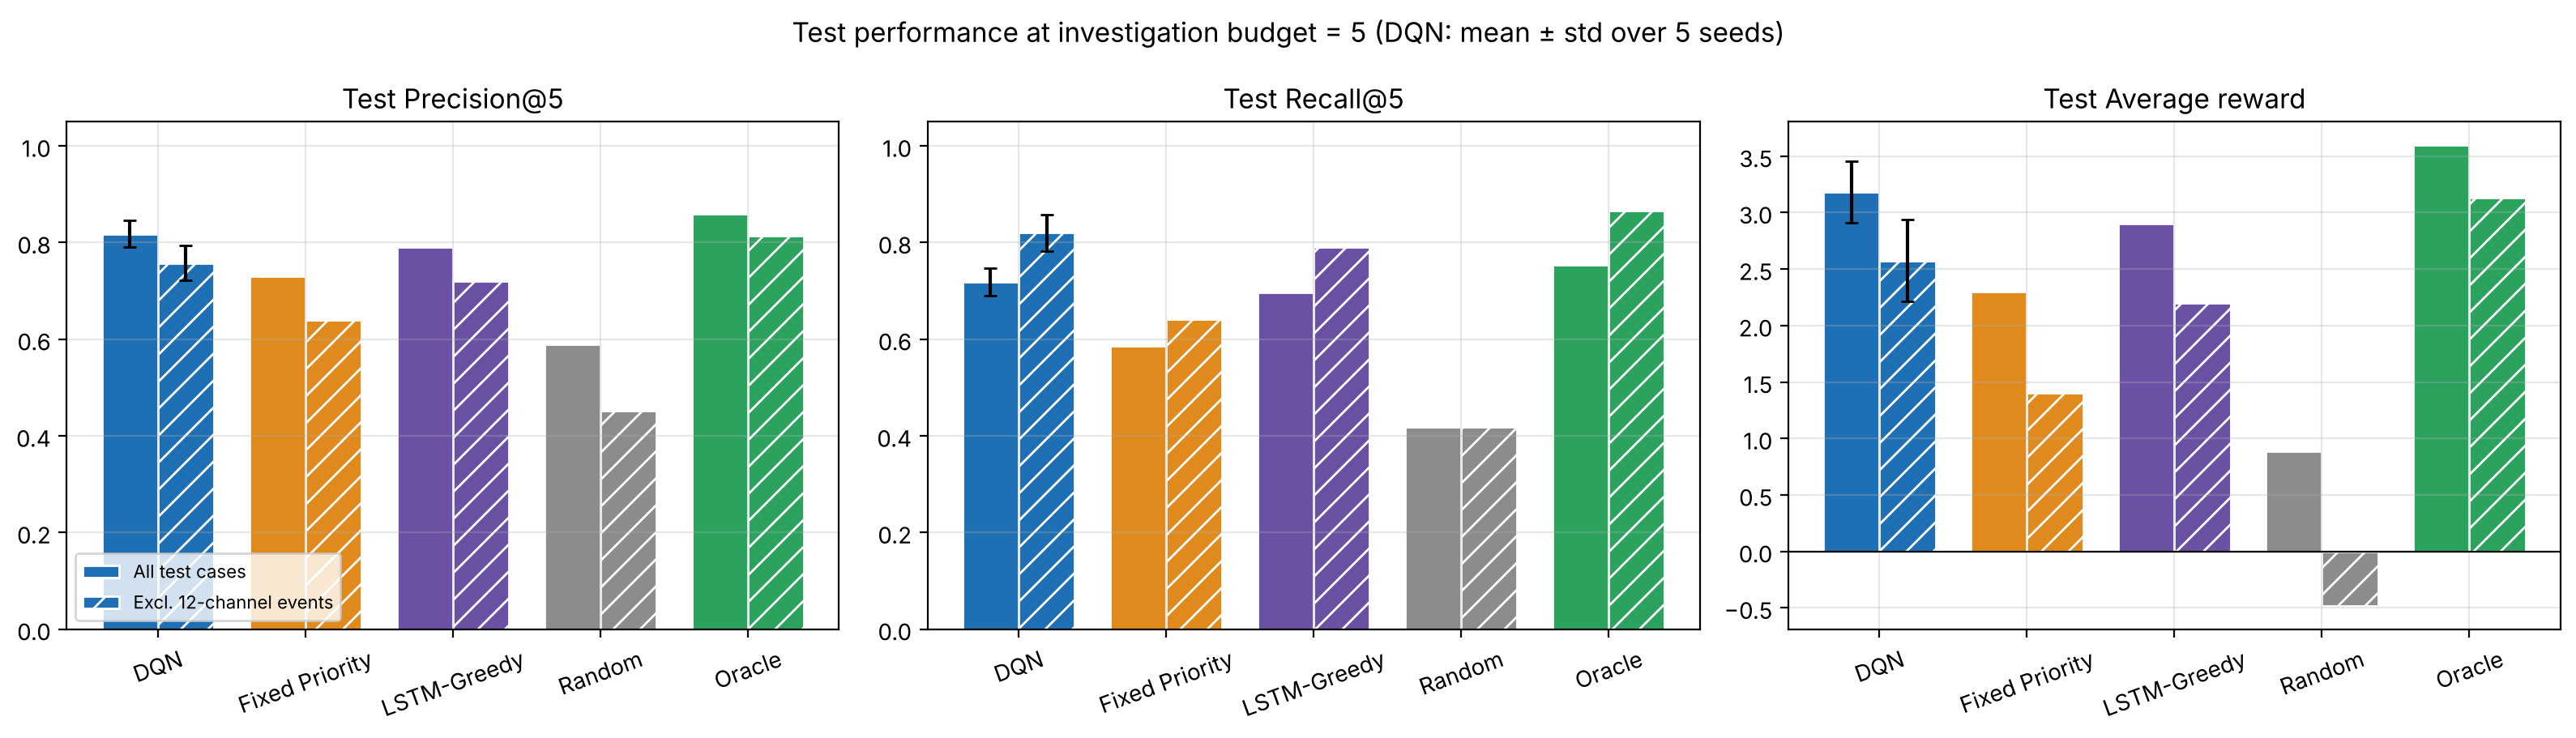 Test performance at investigation budget = 5 (DQN: mean ± std over 5 seeds)
Test Precision@5
1.0
0.8
0.6
0.4
0.2
0.0
All test cases
Excl. 12-channel events
DQN
Fixed Priority
LSTM-Greedy
Random
Oracle
Test Recall@5
1.0
0.8
0.6
0.4
0.2
0.0
DQN
Fixed Priority
LSTM-Greedy
Random
Oracle
Test Average reward
3.5
3.0
2.5
2.0
1.5
1.0
0.5
0.0
−0.5
DQN
Fixed Priority
LSTM-Greedy
Random
Oracle